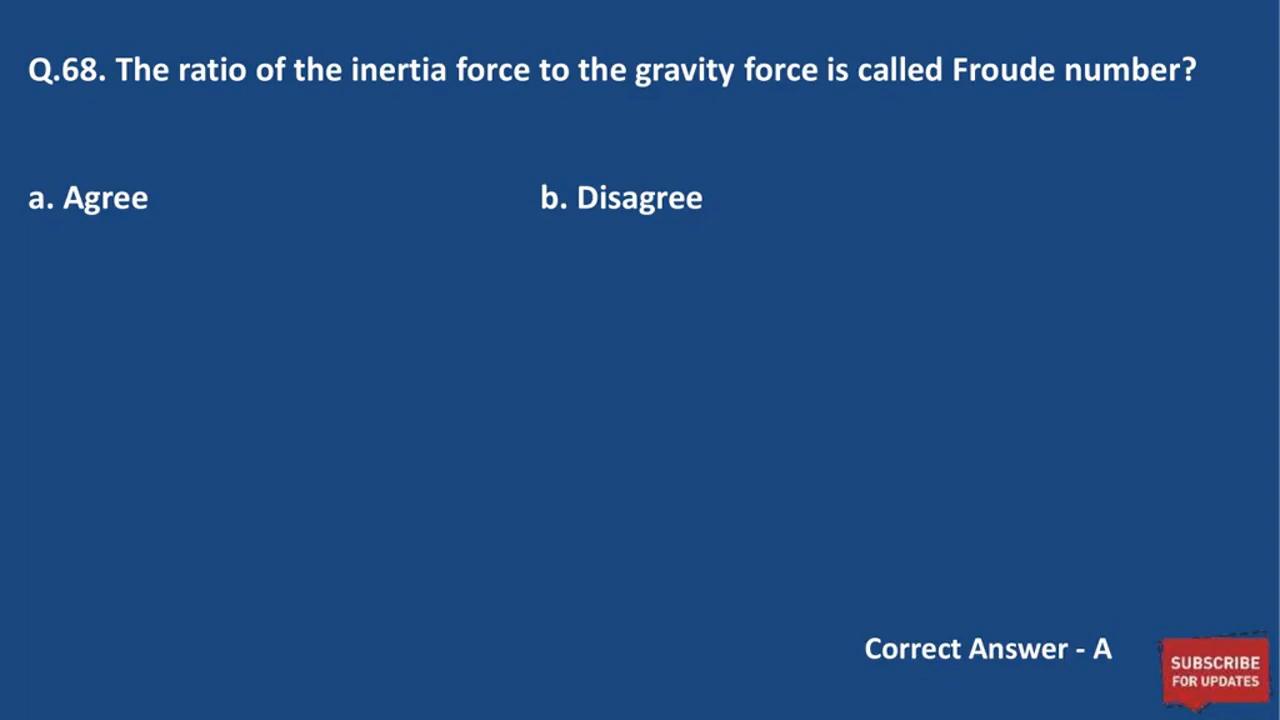 Q.68. The ratio of the inertia force to the gravity force is called Froude number?
a. Agree
b. Disagree
Correct Answer - A
SUBSCRIBE
FOR UPDATES